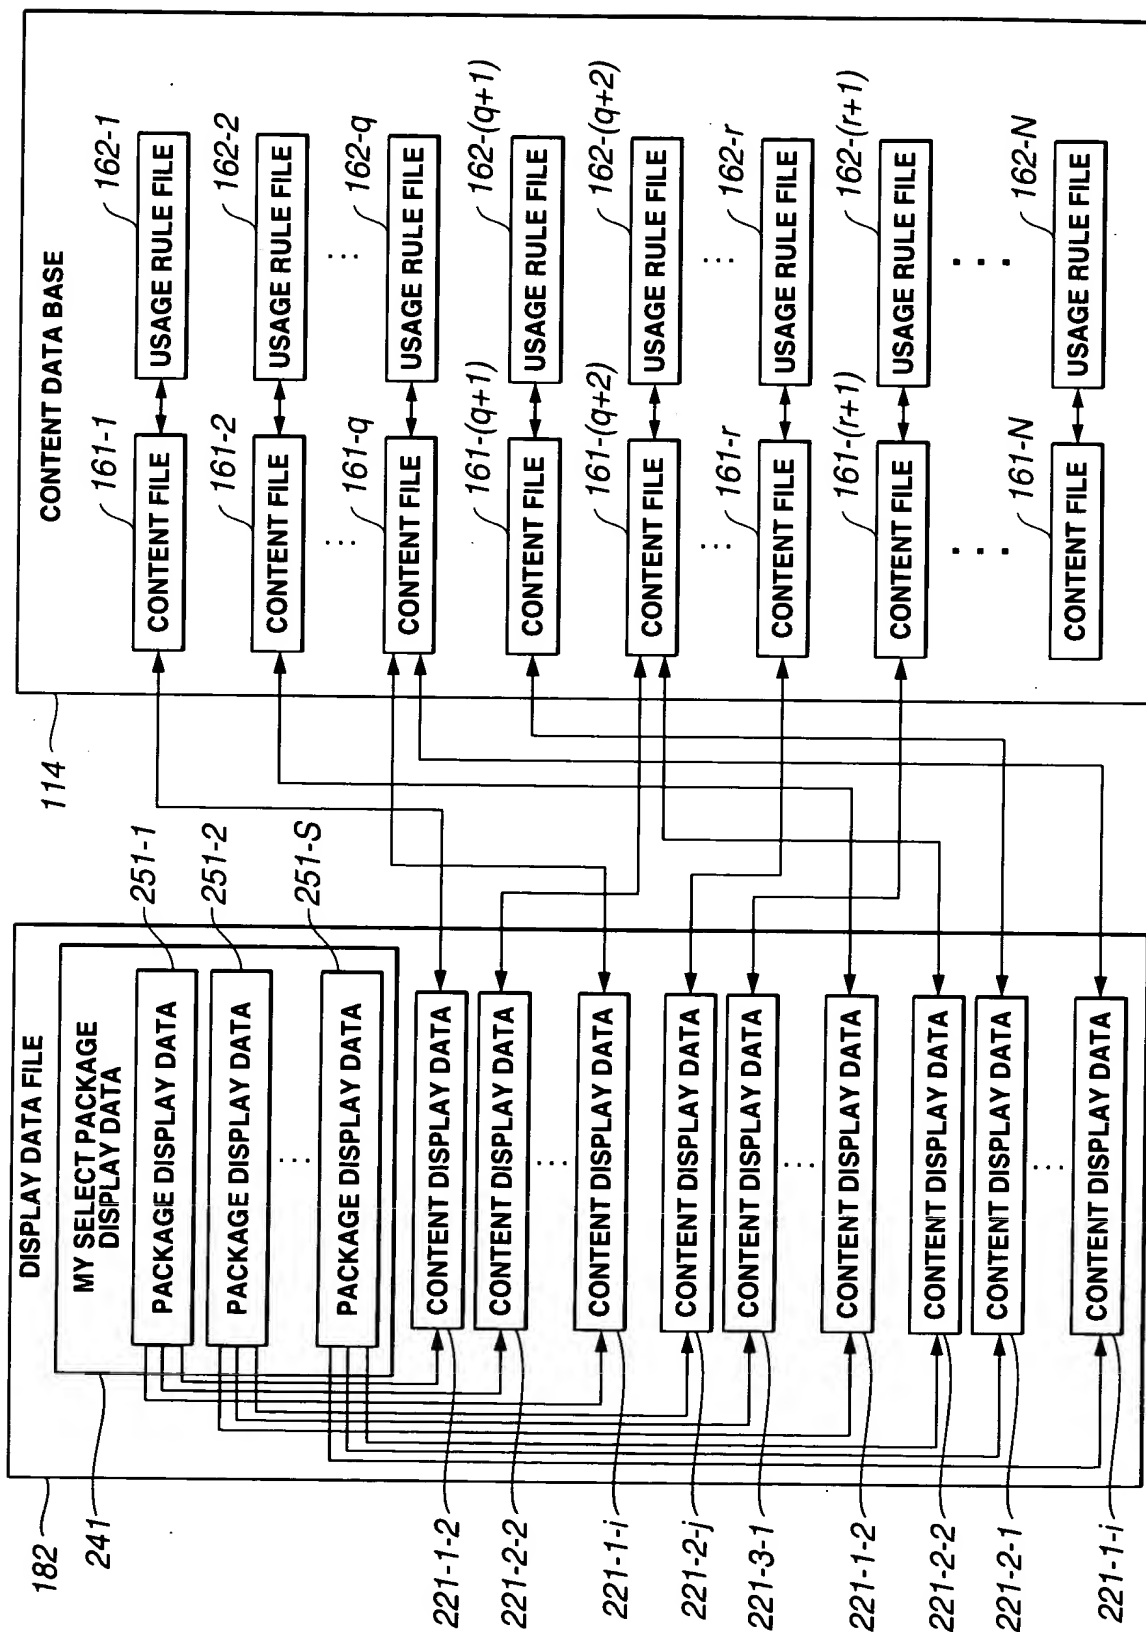 182
DISPLAY DATA FILE
241
MY SELECT PACKAGE
DISPLAY DATA
PACKAGE DISPLAY DATA
251-1
PACKAGE DISPLAY DATA
251-2
...
PACKAGE DISPLAY DATA
251-S
221-1-2
CONTENT DISPLAY DATA
221-2-2
CONTENT DISPLAY DATA
...
221-1-i
CONTENT DISPLAY DATA
221-2-j
CONTENT DISPLAY DATA
221-3-1
CONTENT DISPLAY DATA
...
221-1-2
CONTENT DISPLAY DATA
221-2-2
CONTENT DISPLAY DATA
221-2-1
CONTENT DISPLAY DATA
...
221-1-i
CONTENT DISPLAY DATA
114
CONTENT DATA BASE
161-1
CONTENT FILE
162-1
USAGE RULE FILE
161-2
CONTENT FILE
162-2
USAGE RULE FILE
... ...
161-q
CONTENT FILE
162-q
USAGE RULE FILE
161-(q+1)
CONTENT FILE
162-(q+1)
USAGE RULE FILE
161-(q+2)
CONTENT FILE
162-(q+2)
USAGE RULE FILE
... ...
161-r
CONTENT FILE
162-r
USAGE RULE FILE
161-(r+1)
CONTENT FILE
162-(r+1)
USAGE RULE FILE
... ...
161-N
CONTENT FILE
162-N
USAGE RULE FILE